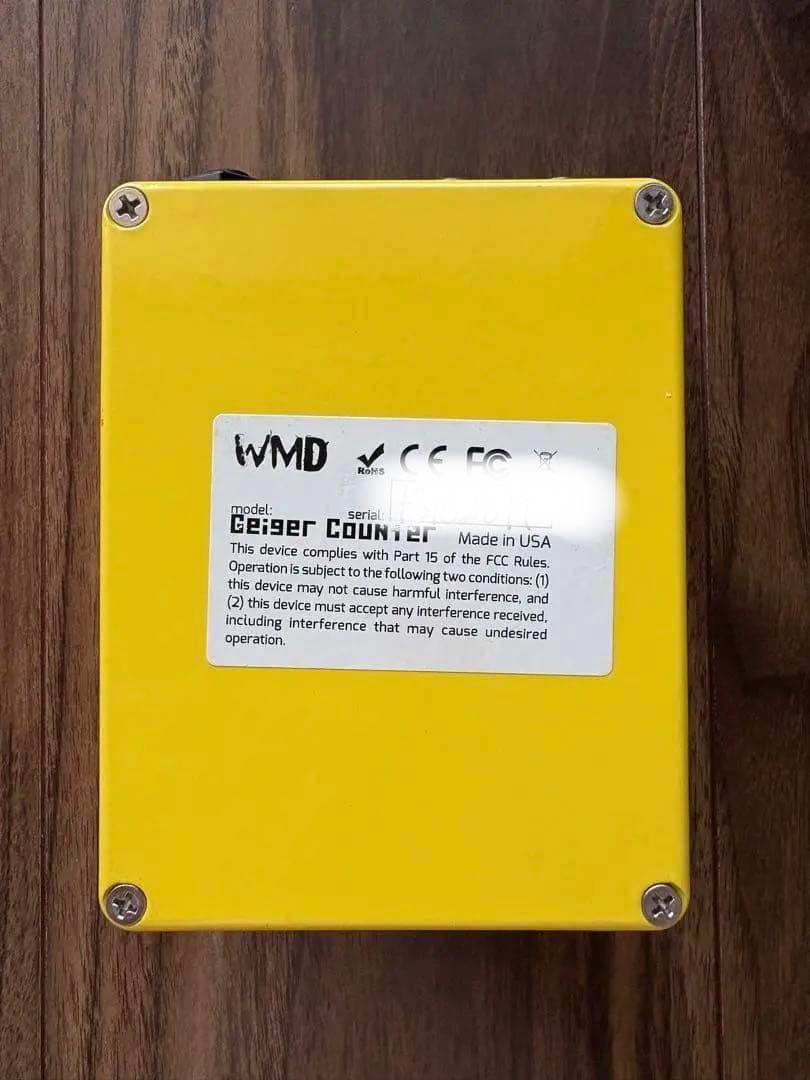 WMD
RoHS CE FC
model: serial:
Geiger Counter Made in USA
This device complies with Part 15 of the FCC Rules.
Operation is subject to the following two conditions: (1)
this device may not cause harmful interference, and
(2) this device must accept any interference received,
including interference that may cause undesired
operation.